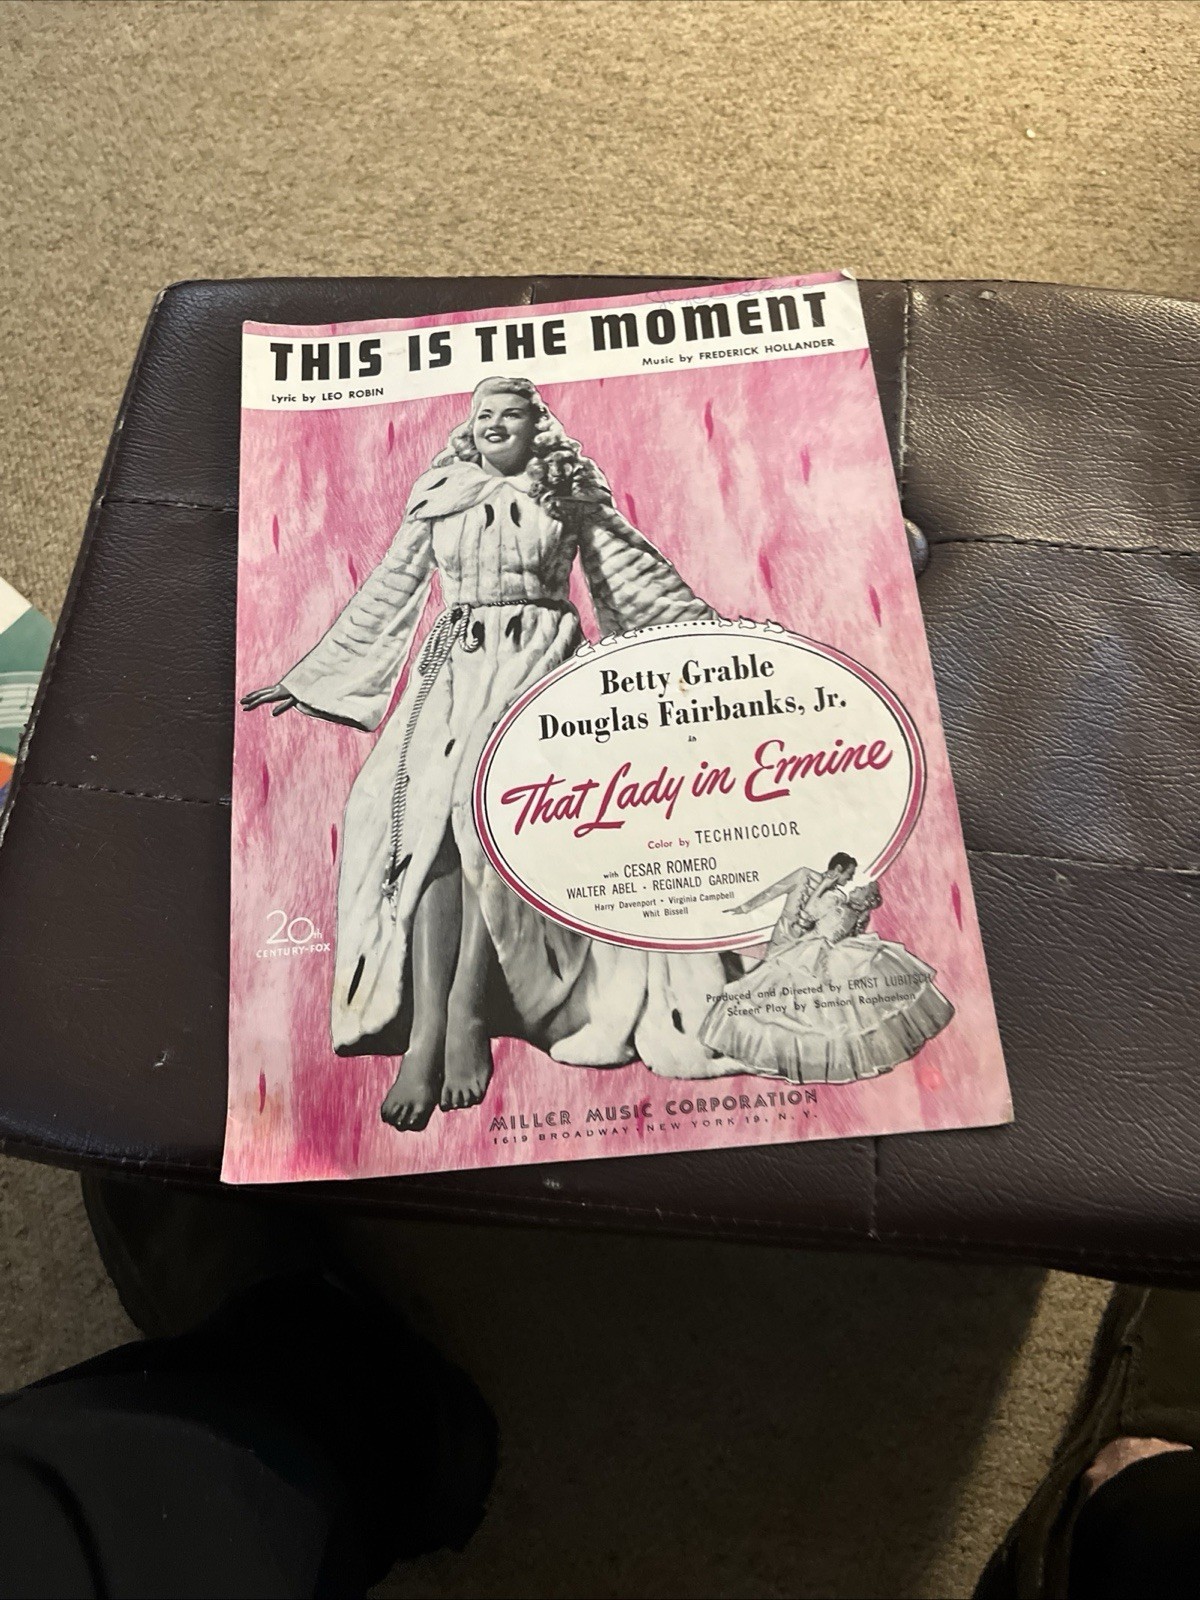 THIS IS THE MOMENT
Lyric by LEO ROBIN
Music by FREDERICK HOLLANDER
Betty Grable
Douglas Fairbanks, Jr.
in
That Lady in Ermine
Color by TECHNICOLOR
with CESAR ROMERO
WALTER ABEL • REGINALD GARDINER
Harry Davenport • Virginia Campbell
Whit Bissell
20th
CENTURY-FOX
Produced and Directed by ERNST LUBITSCH
Screen Play by Samson Raphaelson
MILLER MUSIC CORPORATION
1619 BROADWAY • NEW YORK 19, N. Y.